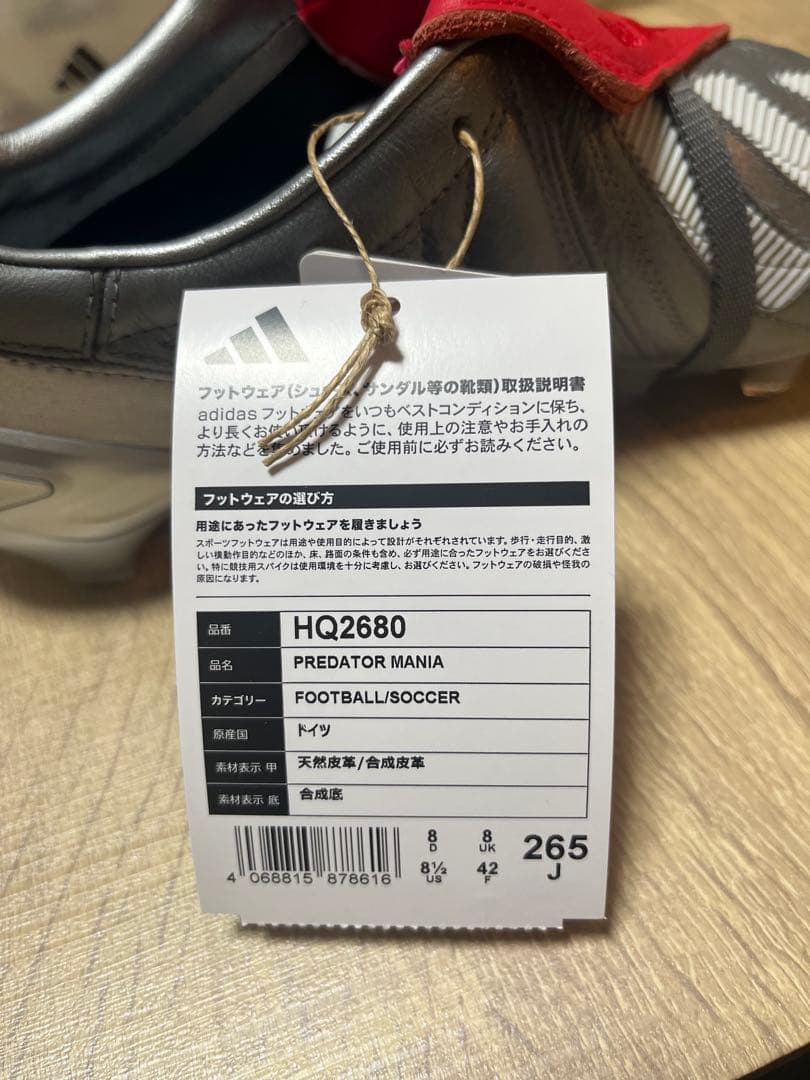 フットウェア(シューズ、サンダル等の靴類)取扱説明書
adidas フットウェアをいつもベストコンディションに保ち、
より長くお使い頂けるように、使用上の注意やお手入れの
方法などを集めました。ご使用前に必ずお読みください。
フットウェアの選び方
用途にあったフットウェアを履きましょう
スポーツフットウェアは用途や使用目的によって設計がそれぞれされています。歩行・走行目的、激
しい横動作目的などのほか、床、路面の条件も含め、必ず用途に合ったフットウェアをお選びくださ
い。特に競技用スパイクは使用環境を十分に考慮し、お選びください。フットウェアの破損や怪我の
原因になります。
品番 HQ2680
品名 PREDATOR MANIA
カテゴリー FOOTBALL/SOCCER
原産国 ドイツ
素材表示 甲 天然皮革/合成皮革
素材表示 底 合成底
4 068815 878616
8 D 8 UK 265 J
8½ US 42 F